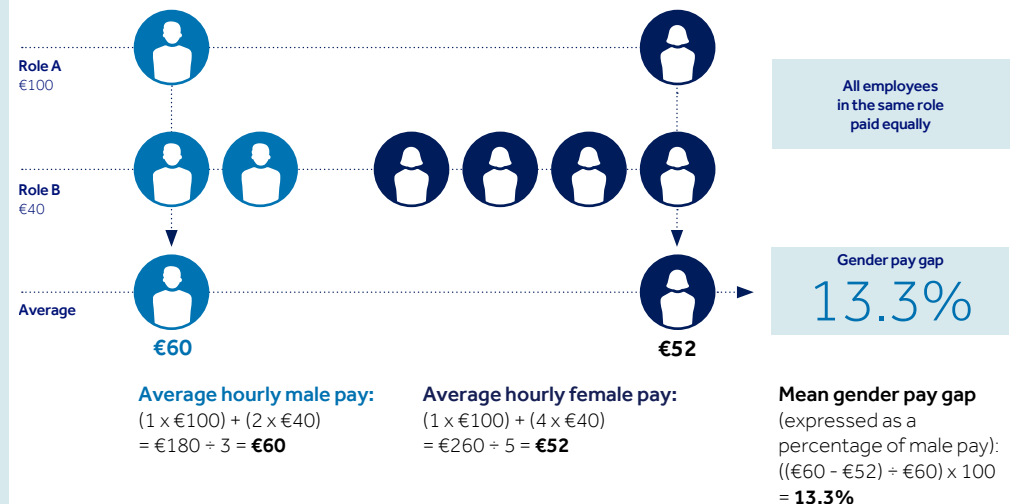 Role A
€100
All employees
in the same role
paid equally
Role B
€40
Average
€60
€52
Gender pay gap
13.3%
Average hourly male pay:
(1 x €100) + (2 x €40)
= €180 ÷ 3 = €60
Average hourly female pay:
(1 x €100) + (4 x €40)
= €260 ÷ 5 = €52
Mean gender pay gap
(expressed as a
percentage of male pay):
((€60 - €52) ÷ €60) x 100
= 13.3%